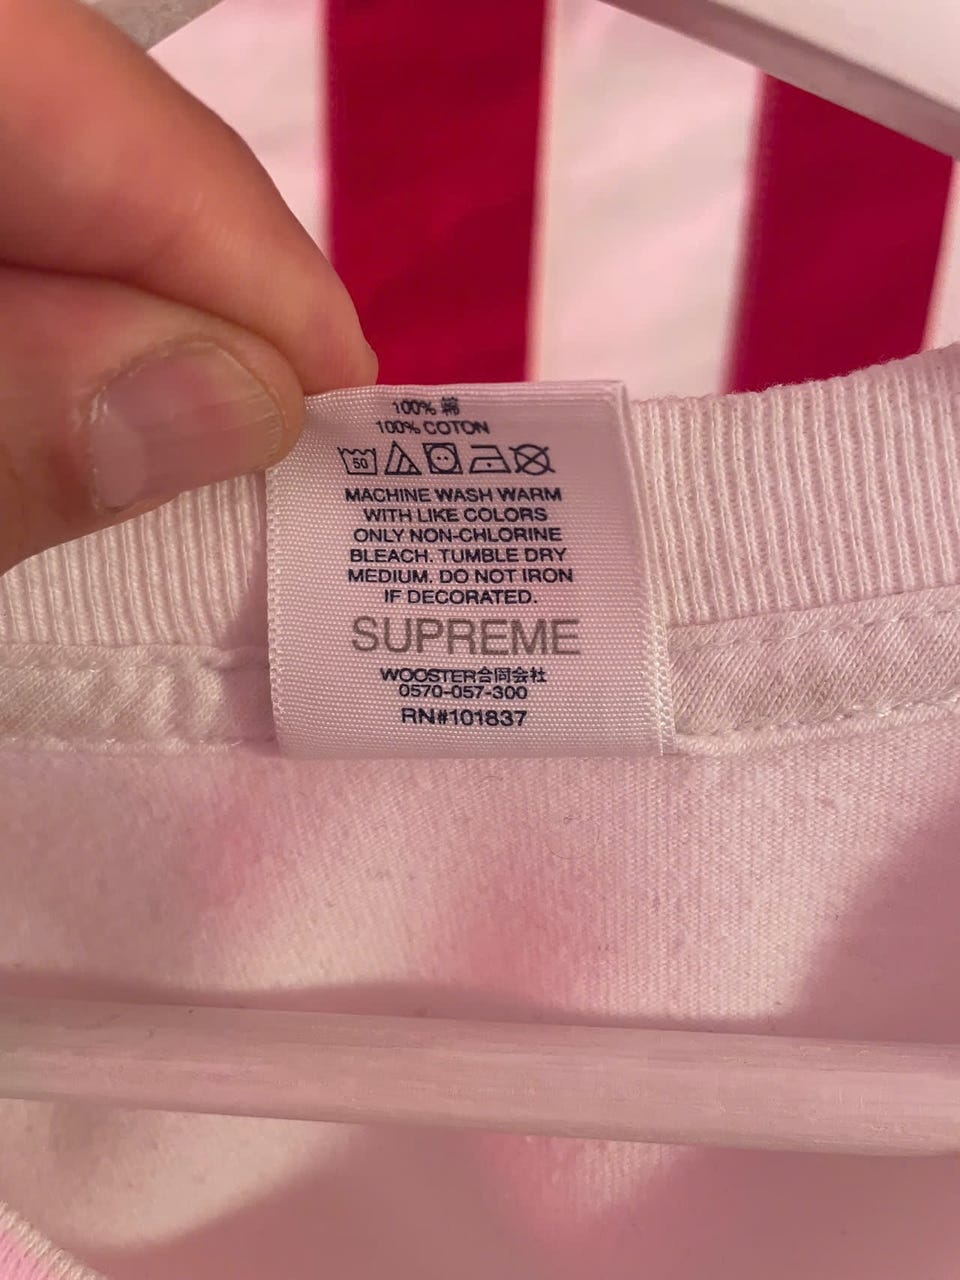 100% 綿
100% COTON
50
MACHINE WASH WARM
WITH LIKE COLORS
ONLY NON-CHLORINE
BLEACH. TUMBLE DRY
MEDIUM. DO NOT IRON
IF DECORATED.
SUPREME
WOOSTER合同会社
0570-057-300
RN#101837